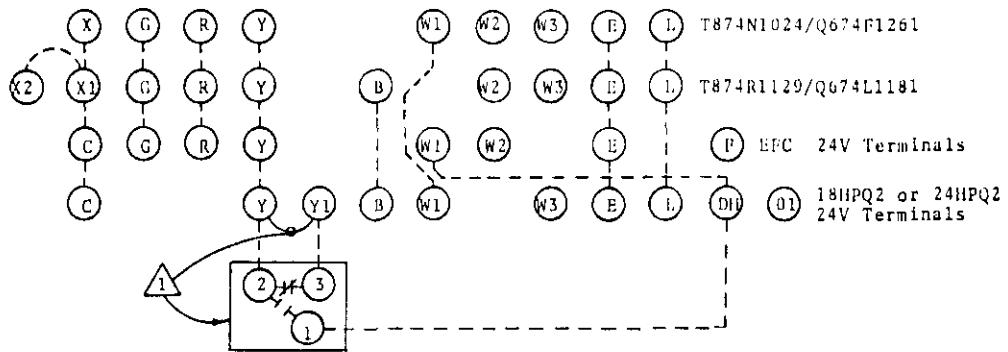 X G R Y W1 W2 W3 E L T874N1024/Q674F1261
X2 X1 G R Y B W2 W3 E L T874R1129/Q674L1181
C G R Y W1 W2 E F EFC 24V Terminals
C Y Y1 B W1 W3 E L DH O1 18HPQ2 or 24HPQ2
24V Terminals
1 2 3
1